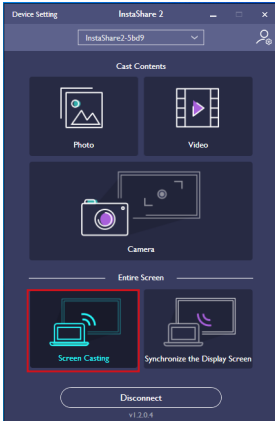 Device Setting InstaShare 2
InstaShare2-5bd9
Cast Contents
Photo Video
Camera
Entire Screen
Screen Casting Synchronize the Display Screen
Disconnect
v1.2.0.4